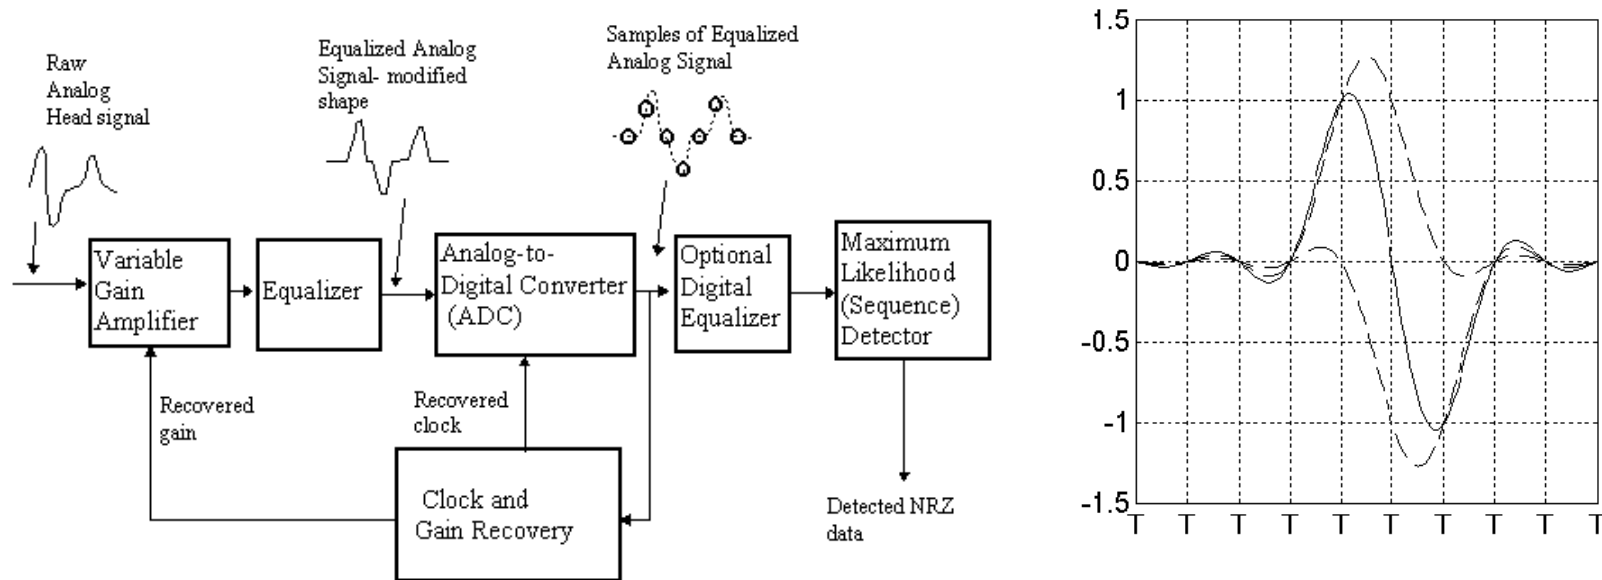 Raw
Analog
Head signal
Equalized Analog
Signal- modified
shape
Samples of Equalized
Analog Signal
Variable
Gain
Amplifier
Equalizer
Analog-to-
Digital Converter
(ADC)
Optional
Digital
Equalizer
Maximum
Likelihood
(Sequence)
Detector
Recovered
gain
Recovered
clock
Clock and
Gain Recovery
Detected NRZ
data
1.5
1
0.5
0
-0.5
-1
-1.5
T T T T T T T T T T